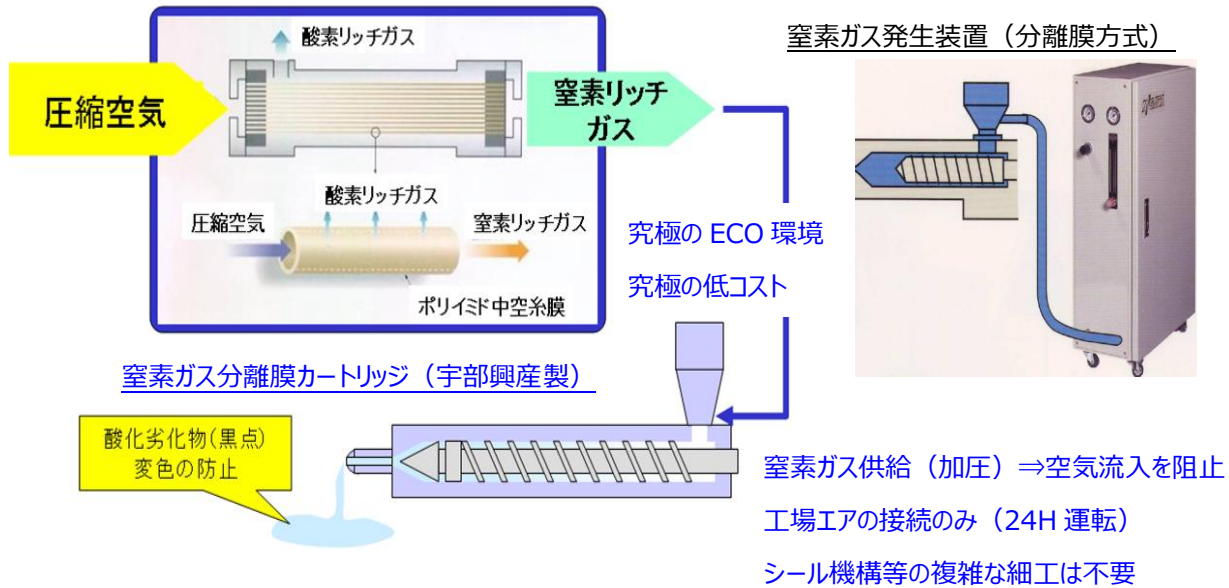 酸素リッチガス
圧縮空気
窒素リッチ
ガス
酸素リッチガス
圧縮空気
窒素リッチガス
ポリイミド中空糸膜
窒素ガス発生装置（分離膜方式）
究極の ECO 環境
究極の低コスト
窒素ガス分離膜カートリッジ（宇部興産製）
酸化劣化物(黒点)
変色の防止
窒素ガス供給（加圧）⇒空気流入を阻止
工場エアの接続のみ（24H 運転）
シール機構等の複雑な細工は不要